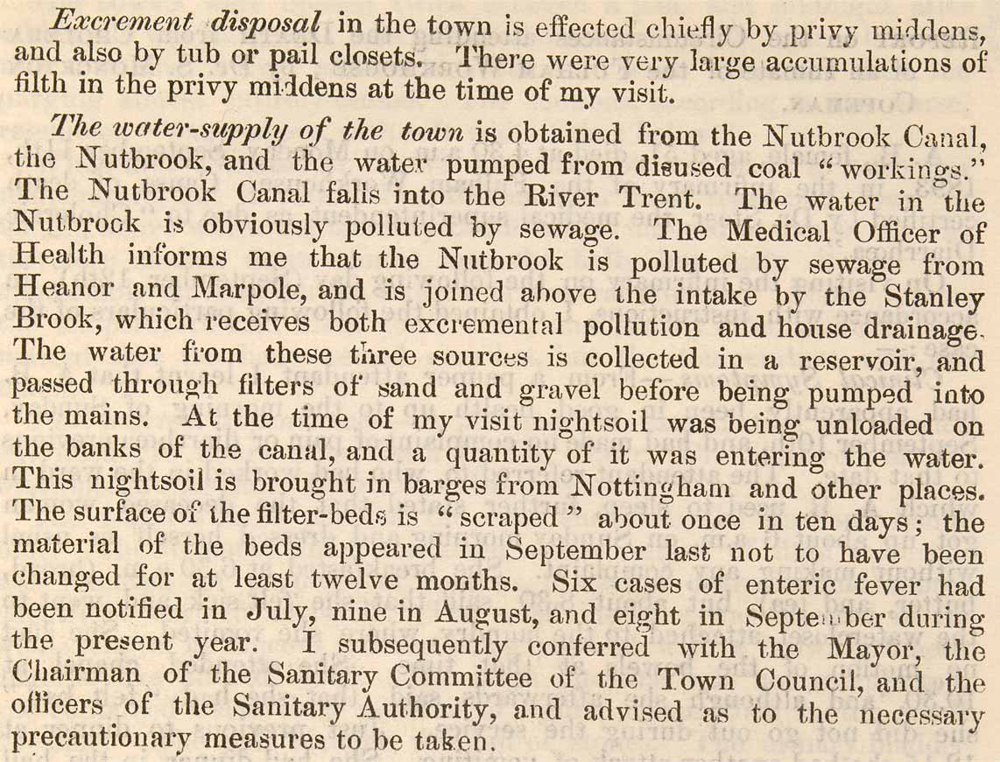 Excrement disposal in the town is effected chiefly by privy middens,
and also by tub or pail closets. There were very large accumulations of
filth in the privy middens at the time of my visit.
The water-supply of the town is obtained from the Nutbrook Canal,
the Nutbrook, and the water pumped from disused coal “workings.”
The Nutbrook Canal falls into the River Trent. The water in the
Nutbrook is obviously polluted by sewage. The Medical Officer of
Health informs me that the Nutbrook is polluted by sewage from
Heanor and Marpole, and is joined above the intake by the Stanley
Brook, which receives both excremental pollution and house drainage.
The water from these three sources is collected in a reservoir, and
passed through filters of sand and gravel before being pumped into
the mains. At the time of my visit nightsoil was being unloaded on
the banks of the canal, and a quantity of it was entering the water.
This nightsoil is brought in barges from Nottingham and other places.
The surface of the filter-beds is “scraped” about once in ten days; the
material of the beds appeared in September last not to have been
changed for at least twelve months. Six cases of enteric fever had
been notified in July, nine in August, and eight in September during
the present year. I subsequently conferred with the Mayor, the
Chairman of the Sanitary Committee of the Town Council, and the
officers of the Sanitary Authority, and advised as to the necessary
precautionary measures to be taken.